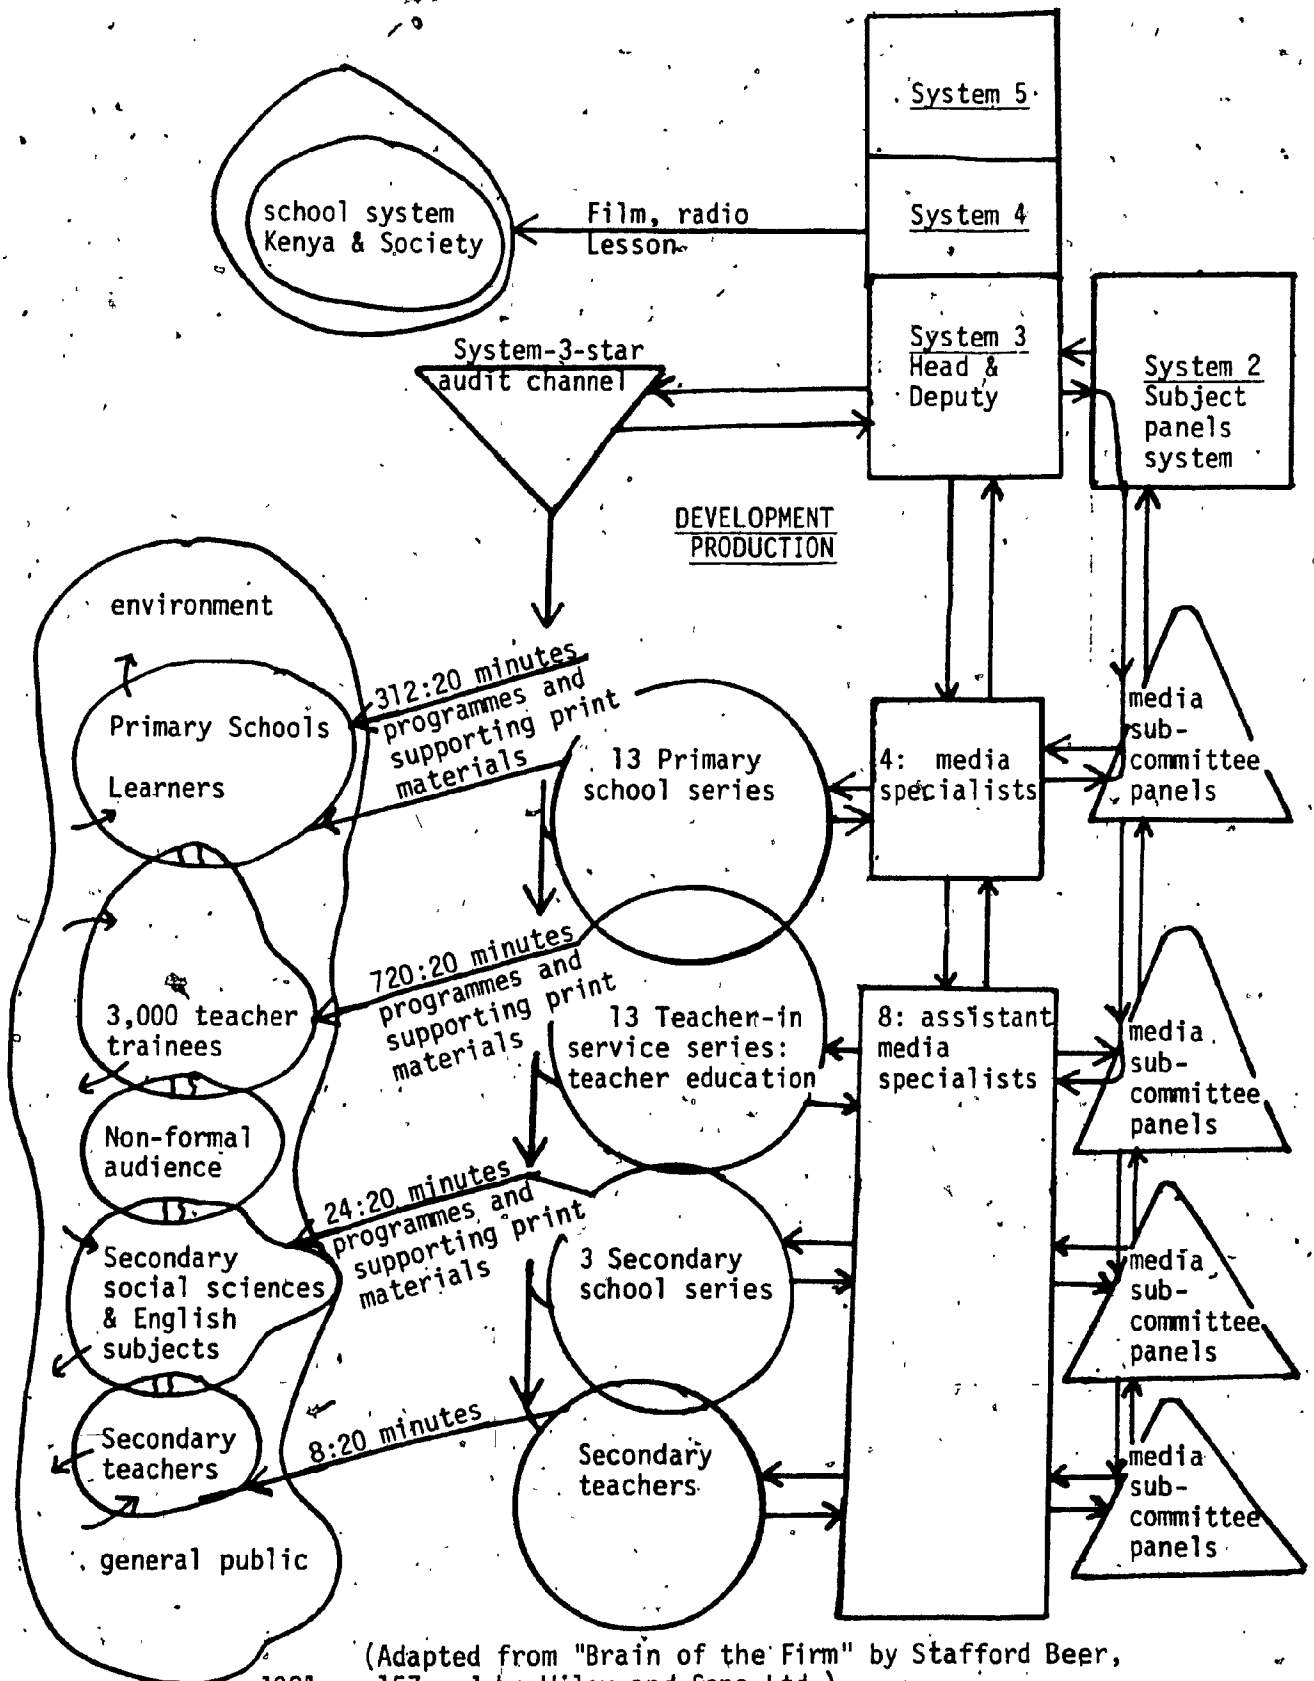 System 5
System 4
Film, radio
Lesson
school system
Kenya & Society
System 3
Head &
Deputy
System 2
Subject
panels
system
System-3-star
audit channel
DEVELOPMENT
PRODUCTION
environment
Primary Schools
Learners
312:20 minutes
programmes and
supporting print
materials
13 Primary
school series
4: media
specialists
media
sub-
committee
panels
3,000 teacher
trainees
720:20 minutes
programmes and
supporting print
materials
13 Teacher-in
service series:
teacher education
8: assistant
media
specialists
media
sub-
committee
panels
Non-formal
audience
24:20 minutes
programmes and
supporting print
materials
Secondary
social sciences
& English
subjects
3 Secondary
school series
media
sub-
committee
panels
Secondary
teachers
8:20 minutes
Secondary
teachers
media
sub-
committee
panels
general public
(Adapted from "Brain of the Firm" by Stafford Beer,